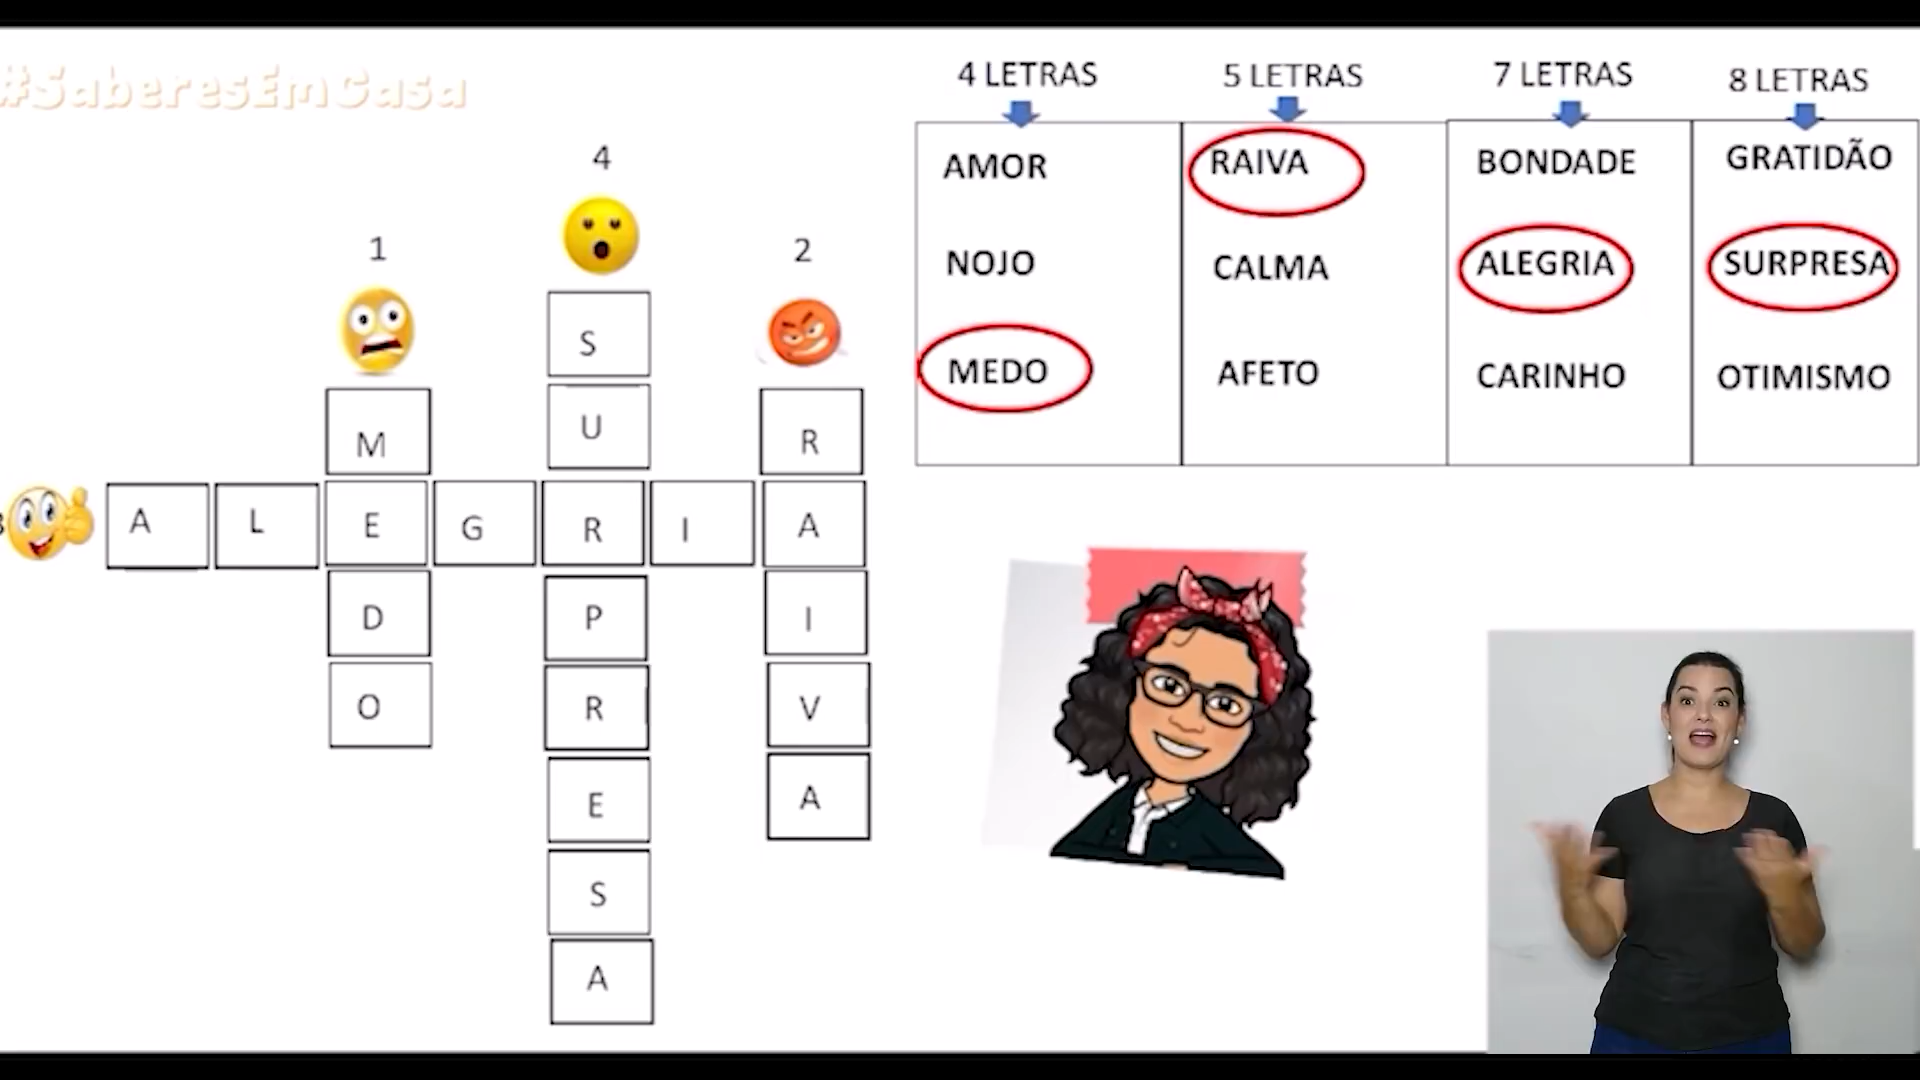 #SaberesEmCasa
4 LETRAS 5 LETRAS 7 LETRAS 8 LETRAS
AMOR RAIVA BONDADE GRATIDÃO
NOJO CALMA ALEGRIA SURPRESA
MEDO AFETO CARINHO OTIMISMO
4
1 2
S
U
M R
3 A L E G R I A
D P I
O R V
E A
S
A